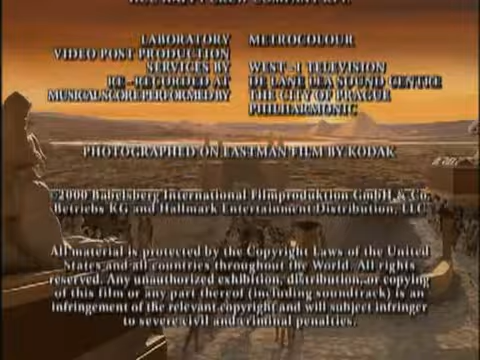 LABORATORY METROCOLOUR
VIDEO POST PRODUCTION
SERVICES BY WEST-1 TELEVISION
RE-RECORDED AT DE LANE LEA SOUND CENTRE
MUSICAL SCORE PERFORMED BY THE CITY OF PRAGUE
PHILHARMONIC
PHOTOGRAPHED ON EASTMAN FILM BY KODAK
©2000 Babelsberg International Filmproduktion GmbH & Co.
Betriebs KG and Hallmark Entertainment Distribution, LLC
All material is protected by the Copyright Laws of the United
States and all countries throughout the World. All rights
reserved. Any unauthorized exhibition, distribution, or copying
of this film or any part thereof (including soundtrack) is an
infringement of the relevant copyright and will subject infringer
to severe civil and criminal penalties.